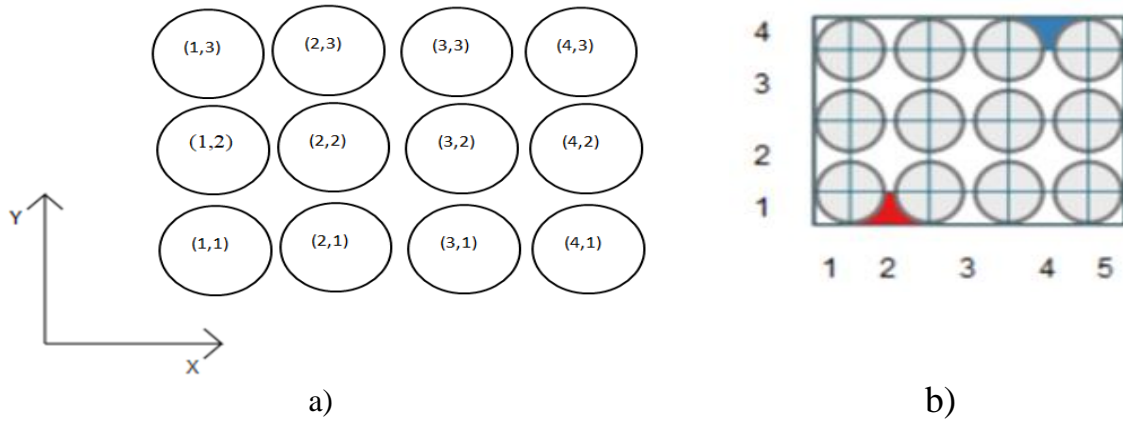 (1,3) (2,3) (3,3) (4,3)
(1,2) (2,2) (3,2) (4,2)
(1,1) (2,1) (3,1) (4,1)
Y
X
a)
4
3
2
1
1 2 3 4 5
b)